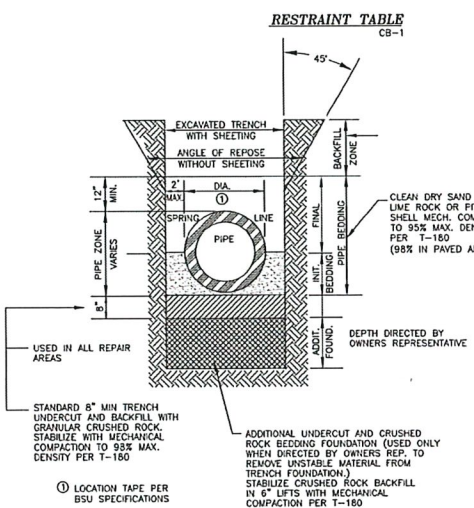 RESTRAINT TABLE
CB-1
45°
EXCAVATED TRENCH
WITH SHEETING
ANGLE OF REPOSE
WITHOUT SHEETING
BACKFILL
ZONE
12"
MIN.
2'
MAX.
DIA.
①
SPRING LINE
PIPE
PIPE ZONE
VARIES
8"
FINAL
INIT.
BEDDING
PIPE BEDDING
ADDIT.
FOUND.
CLEAN DRY SAND
LIME ROCK OR
SHELL MECH.
TO 95% MAX.
PER T-180
(98% IN PAVED
DEPTH DIRECTED BY
OWNERS REPRESENTATIVE
USED IN ALL REPAIR
AREAS
STANDARD 8" MIN TRENCH
UNDERCUT AND BACKFILL WITH
GRANULAR CRUSHED ROCK.
STABILIZE WITH MECHANICAL
COMPACTION TO 98% MAX.
DENSITY PER T-180
① LOCATION TAPE PER
BSU SPECIFICATIONS
ADDITIONAL UNDERCUT AND CRUSHED
ROCK BEDDING FOUNDATION (USED ONLY
WHEN DIRECTED BY OWNERS REP. TO
REMOVE UNSTABLE MATERIAL FROM
TRENCH FOUNDATION.)
STABILIZE CRUSHED ROCK BACKFILL
IN 6" LIFTS WITH MECHANICAL
COMPACTION PER T-180